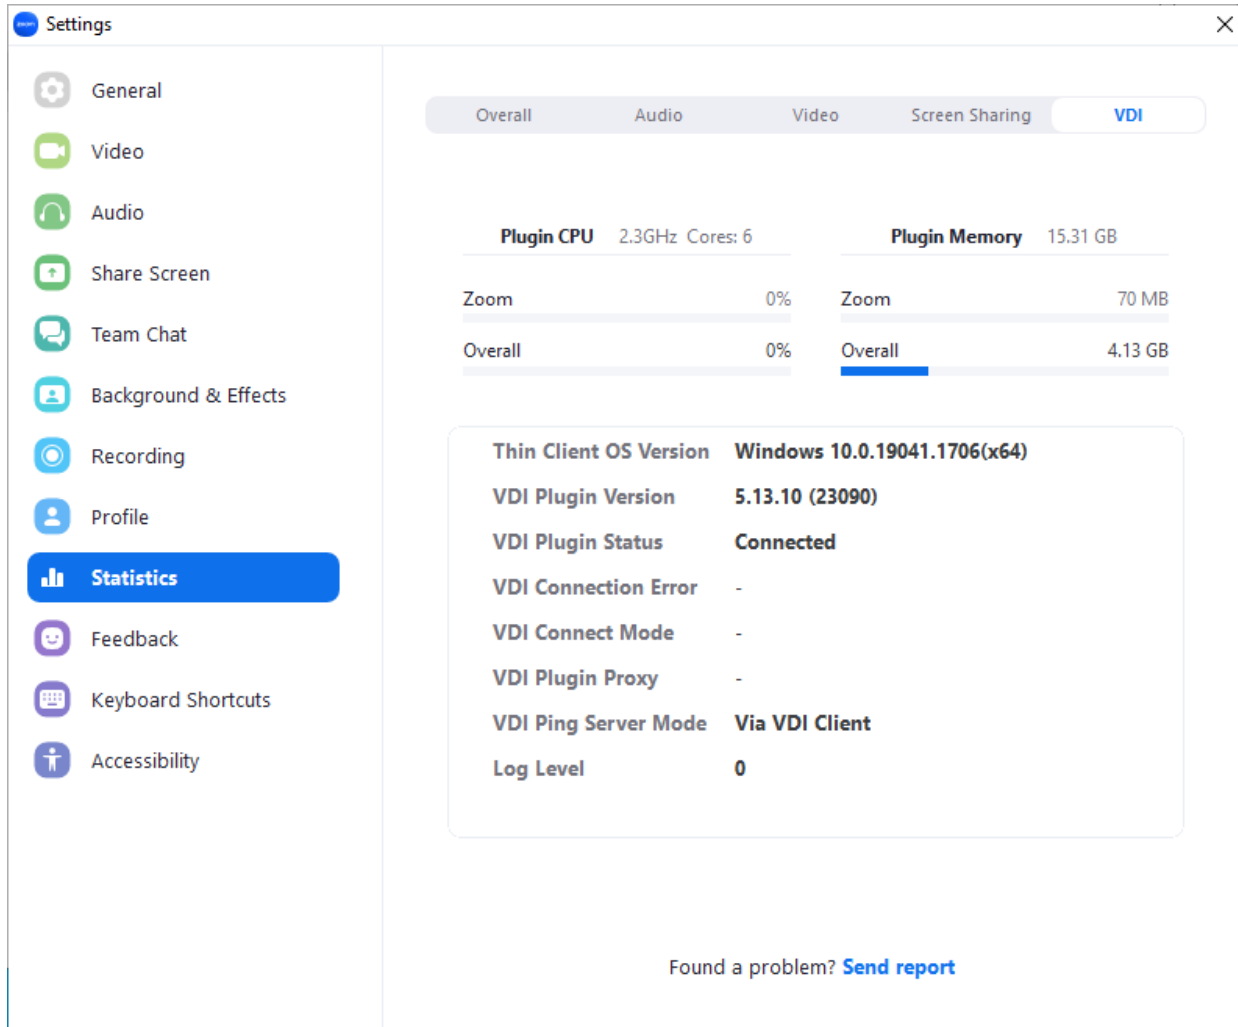 zoom Settings
General
Video
Audio
Share Screen
Team Chat
Background & Effects
Recording
Profile
Statistics
Feedback
Keyboard Shortcuts
Accessibility
Overall Audio Video Screen Sharing VDI
Plugin CPU 2.3GHz Cores: 6
Zoom 0%
Overall 0%
Plugin Memory 15.31 GB
Zoom 70 MB
Overall 4.13 GB
Thin Client OS Version Windows 10.0.19041.1706(x64)
VDI Plugin Version 5.13.10 (23090)
VDI Plugin Status Connected
VDI Connection Error -
VDI Connect Mode -
VDI Plugin Proxy -
VDI Ping Server Mode Via VDI Client
Log Level 0
Found a problem? Send report